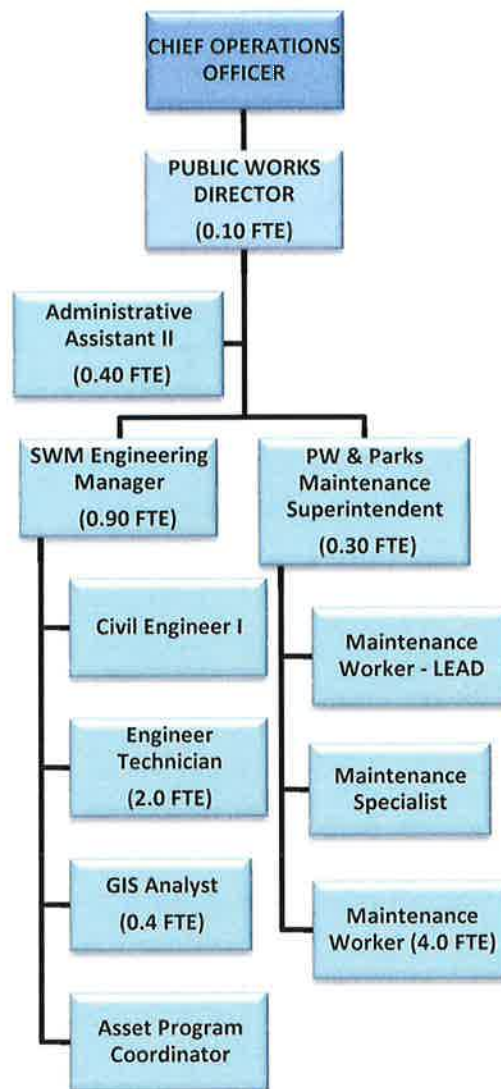 CHIEF OPERATIONS
OFFICER
PUBLIC WORKS
DIRECTOR
(0.10 FTE)
Administrative
Assistant II
(0.40 FTE)
SWM Engineering
Manager
(0.90 FTE)
PW & Parks
Maintenance
Superintendent
(0.30 FTE)
Civil Engineer I
Engineer
Technician
(2.0 FTE)
GIS Analyst
(0.4 FTE)
Asset Program
Coordinator
Maintenance
Worker - LEAD
Maintenance
Specialist
Maintenance
Worker (4.0 FTE)